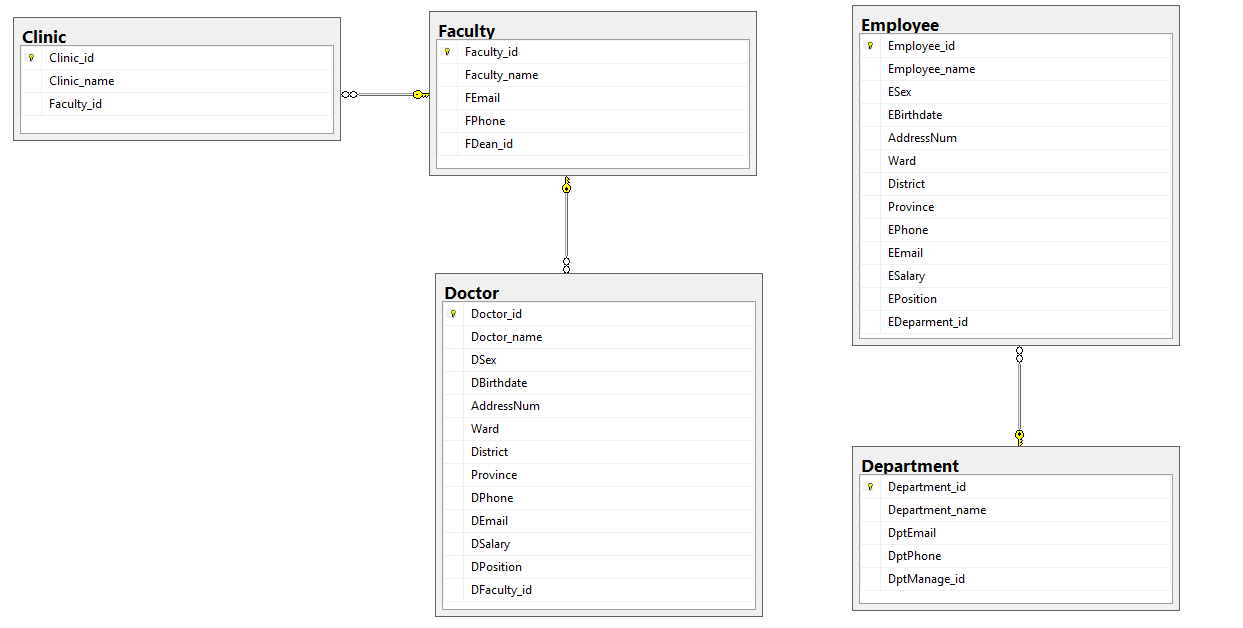 Clinic
Clinic_id
Clinic_name
Faculty_id
Faculty
Faculty_id
Faculty_name
FEmail
FPhone
FDean_id
Doctor
Doctor_id
Doctor_name
DSex
DBirthdate
AddressNum
Ward
District
Province
DPhone
DEmail
DSalary
DPosition
DFaculty_id
Employee
Employee_id
Employee_name
ESex
EBirthdate
AddressNum
Ward
District
Province
EPhone
EEmail
ESalary
EPosition
EDeparment_id
Department
Department_id
Department_name
DptEmail
DptPhone
DptManage_id